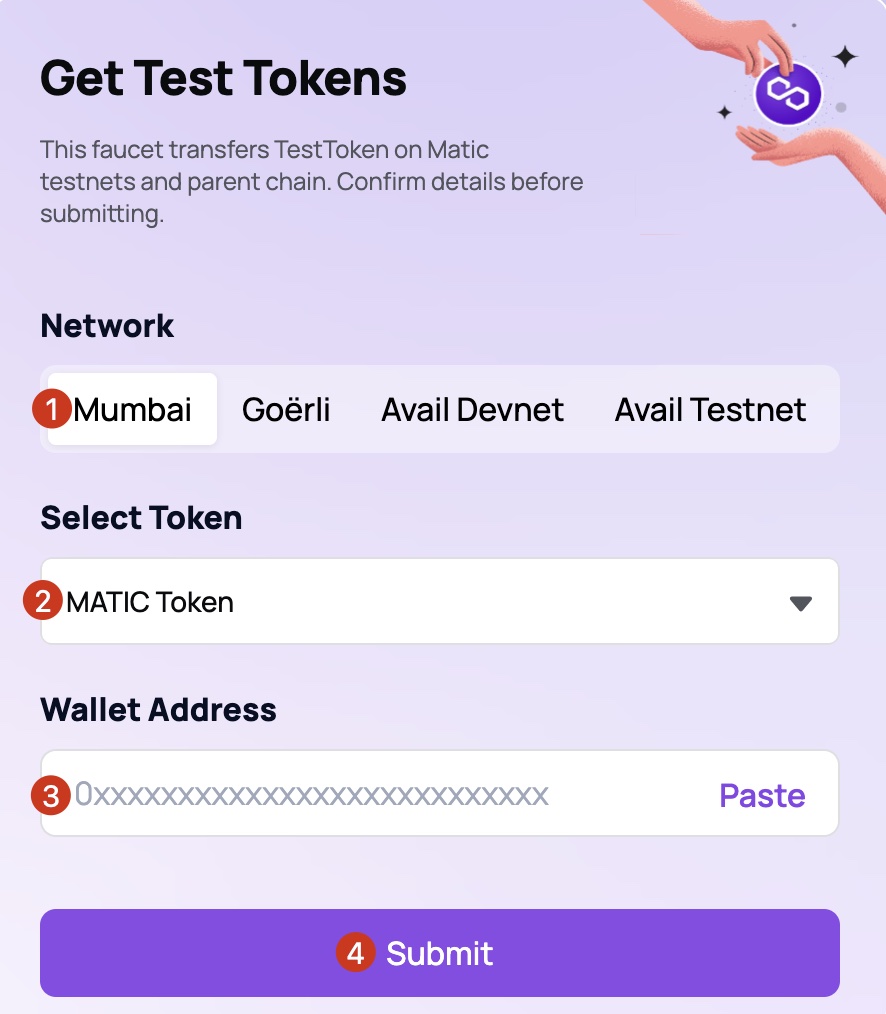 Get Test Tokens
This faucet transfers TestToken on Matic
testnets and parent chain. Confirm details before
submitting.
Network
1 Mumbai Goërli Avail Devnet Avail Testnet
Select Token
2 MATIC Token
Wallet Address
3 0xxxxxxxxxxxxxxxxxxxxxxxxxxxx Paste
4 Submit